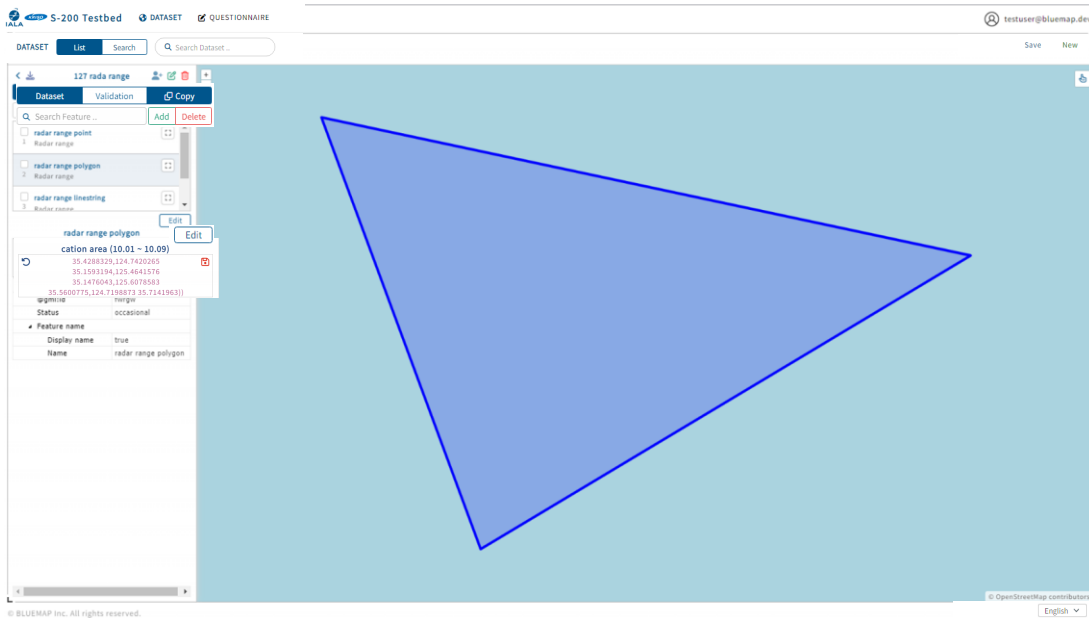 IALA S-200 Testbed DATASET QUESTIONNAIRE
testuser@bluemap.de
DATASET List Search Search Dataset ..
Save New
127 rada range
Dataset Validation Copy
Search Feature .. Add Delete
radar range point
1 Radar range
radar range polygon
2 Radar range
radar range linestring
3 Radar range
Edit
radar range polygon
Edit
cation area (10.01 ~ 10.09)
35.4288329,124.7420265
35.1593194,125.4641576
35.1476043,125.6078583
35.5600775,124.7198873 35.7141963))
Status occasional
Feature name
Display name true
Name radar range polygon
© OpenStreetMap contributors
© BLUEMAP Inc. All rights reserved.
English